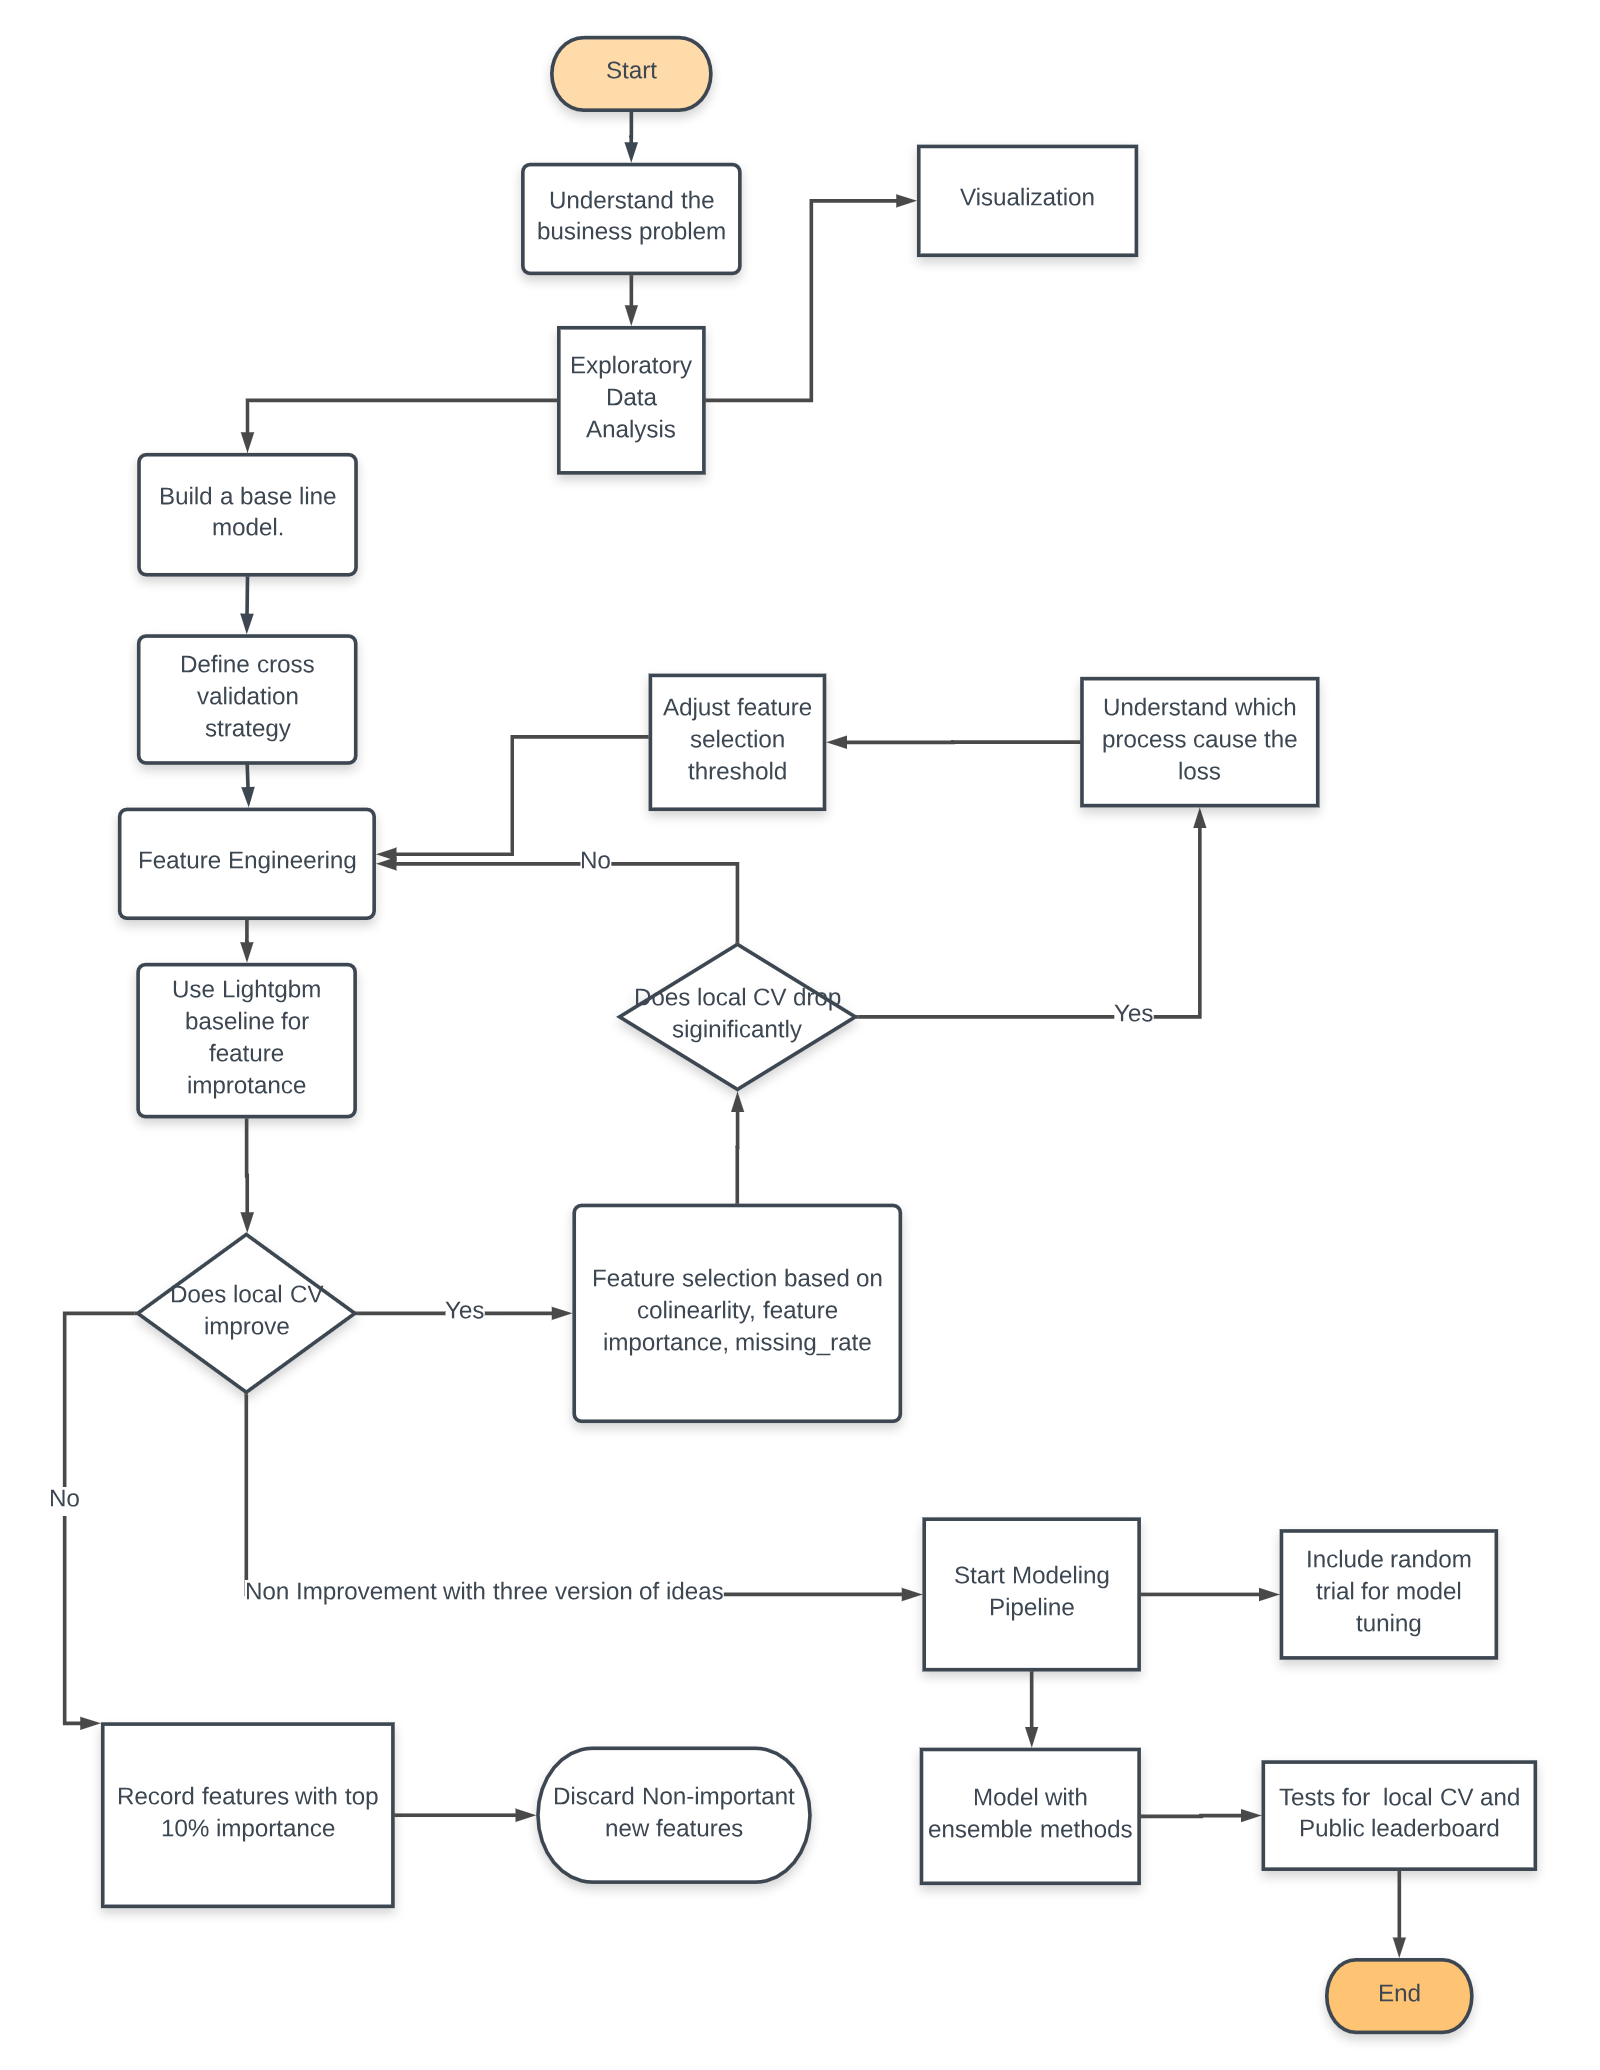 Start
Understand the
business problem
Visualization
Exploratory
Data
Analysis
Build a base line
model.
Define cross
validation
strategy
Adjust feature
selection
threshold
Understand which
process cause the
loss
Feature Engineering
No
Use Lightgbm
baseline for
feature
improtance
Does local CV drop
siginificantly
Yes
Does local CV
improve
Yes
Feature selection based on
colinearlity, feature
importance, missing_rate
No
Non Improvement with three version of ideas
Start Modeling
Pipeline
Include random
trial for model
tuning
Record features with top
10% importance
Discard Non-important
new features
Model with
ensemble methods
Tests for  local CV and
Public leaderboard
End